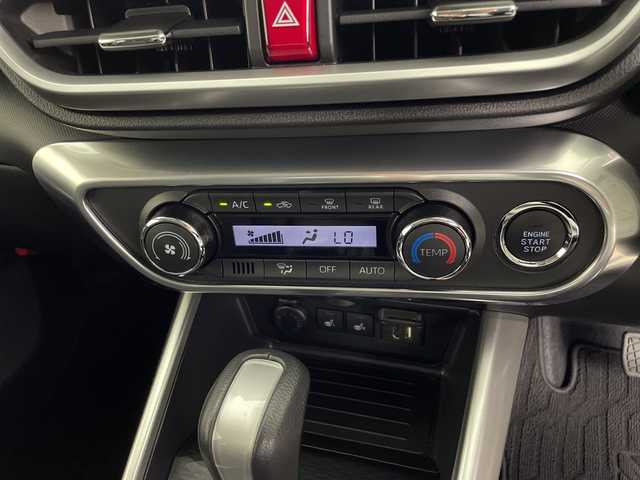 A/C
FRONT
REAR
LO
TEMP
ENGINE
START
STOP
OFF
AUTO